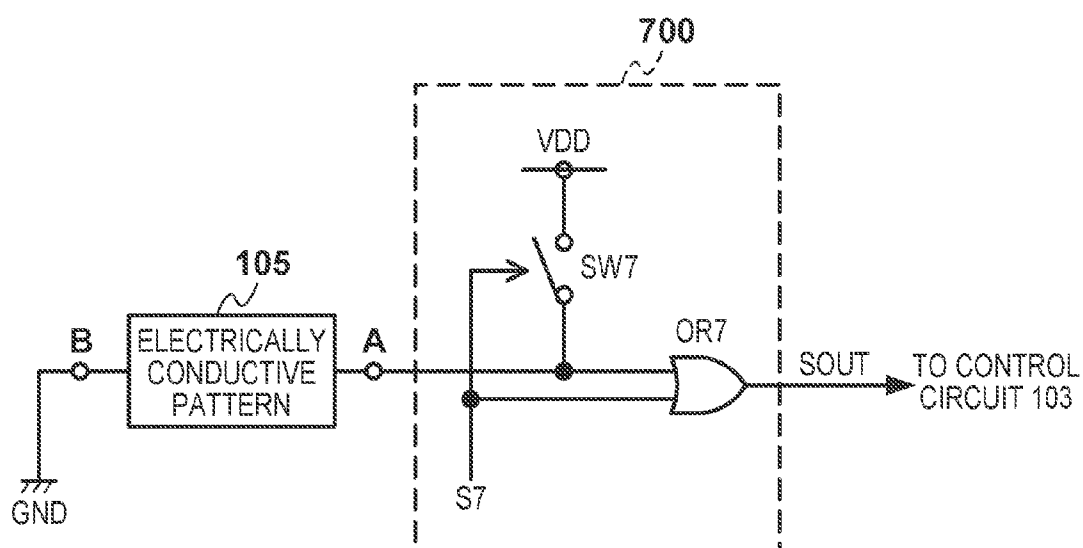 700
VDD
SW7
105
B
ELECTRICALLY
CONDUCTIVE
PATTERN
A
OR7
SOUT
TO CONTROL
CIRCUIT 103
S7
GND